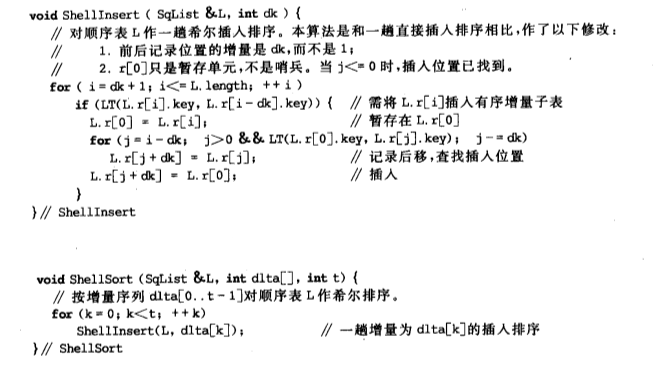 void ShellInsert ( SqList &L, int dk ) {
// 对顺序表 L 作一趟希尔插入排序。本算法是和一趟直接插入排序相比,作了以下修改:
// 1. 前后记录位置的增量是 dk,而不是 1;
// 2. r[0]只是暂存单元,不是哨兵。当 j<= 0 时,插入位置已找到。
for ( i = dk + 1; i<= L.length; ++ i )
if (LT(L.r[i].key, L.r[i - dk].key)) { // 需将 L.r[i]插入有序增量子表
L.r[0] = L.r[i]; // 暂存在 L.r[0]
for (j = i - dk; j>0 && LT(L.r[0].key, L.r[j].key); j -= dk)
L.r[j + dk] = L.r[j]; // 记录后移,查找插入位置
L.r[j + dk] = L.r[0]; // 插入
}
}// ShellInsert
void ShellSort (SqList &L, int dlta[], int t) {
// 按增量序列 dlta[0..t-1]对顺序表 L 作希尔排序。
for (k = 0; k<t; ++ k)
ShellInsert(L, dlta[k]); // 一趟增量为 dlta[k]的插入排序
}// ShellSort